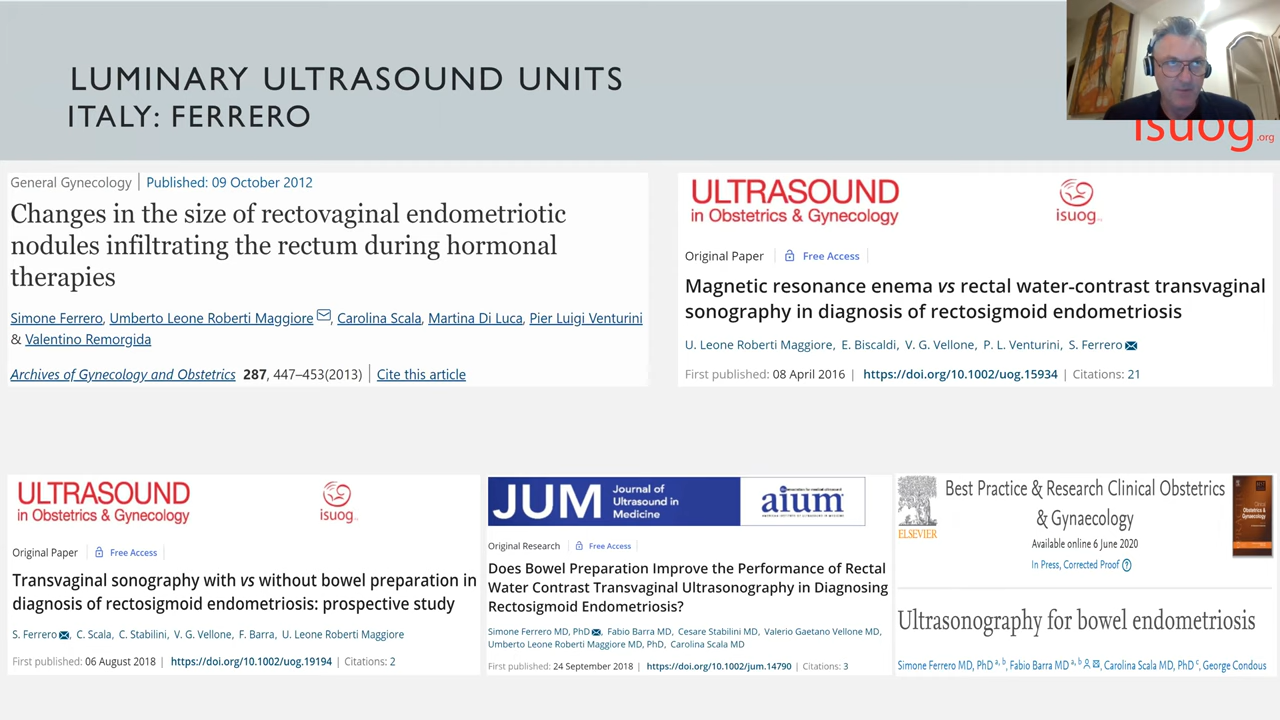 LUMINARY ULTRASOUND UNITS
ITALY: FERRERO
isuog.org
General Gynecology | Published: 09 October 2012
Changes in the size of rectovaginal endometriotic
nodules infiltrating the rectum during hormonal
therapies
Simone Ferrero, Umberto Leone Roberti Maggiore, Carolina Scala, Martina Di Luca, Pier Luigi Venturini
& Valentino Remorgida
Archives of Gynecology and Obstetrics 287, 447–453(2013) | Cite this article
ULTRASOUND
in Obstetrics & Gynecology
isuog
Original Paper | Free Access |
Magnetic resonance enema vs rectal water-contrast transvaginal
sonography in diagnosis of rectosigmoid endometriosis
U. Leone Roberti Maggiore, E. Biscaldi, V. G. Vellone, P. L. Venturini, S. Ferrero
First published: 08 April 2016 | https://doi.org/10.1002/uog.15934 | Citations: 21
ULTRASOUND
in Obstetrics & Gynecology
isuog
Original Paper | Free Access |
Transvaginal sonography with vs without bowel preparation in
diagnosis of rectosigmoid endometriosis: prospective study
S. Ferrero, C. Scala, C. Stabilini, V. G. Vellone, F. Barra, U. Leone Roberti Maggiore
First published: 06 August 2018 | https://doi.org/10.1002/uog.19194 | Citations: 2
JUM
Journal of
Ultrasound in
Medicine
aium
Original Research | Free Access |
Does Bowel Preparation Improve the Performance of Rectal
Water Contrast Transvaginal Ultrasonography in Diagnosing
Rectosigmoid Endometriosis?
Simone Ferrero MD, PhD, Fabio Barra MD, Cesare Stabilini MD, Valerio Gaetano Vellone MD,
Umberto Leone Roberti Maggiore MD, PhD, Carolina Scala MD
First published: 24 September 2018 | https://doi.org/10.1002/jum.14790 | Citations: 3
ELSEVIER
Best Practice & Research Clinical Obstetrics
& Gynaecology
Available online 6 June 2020
In Press, Corrected Proof ?
Ultrasonography for bowel endometriosis
Simone Ferrero MD, PhD a, b, Fabio Barra MD a, b, Carolina Scala MD, PhD c, George Condous